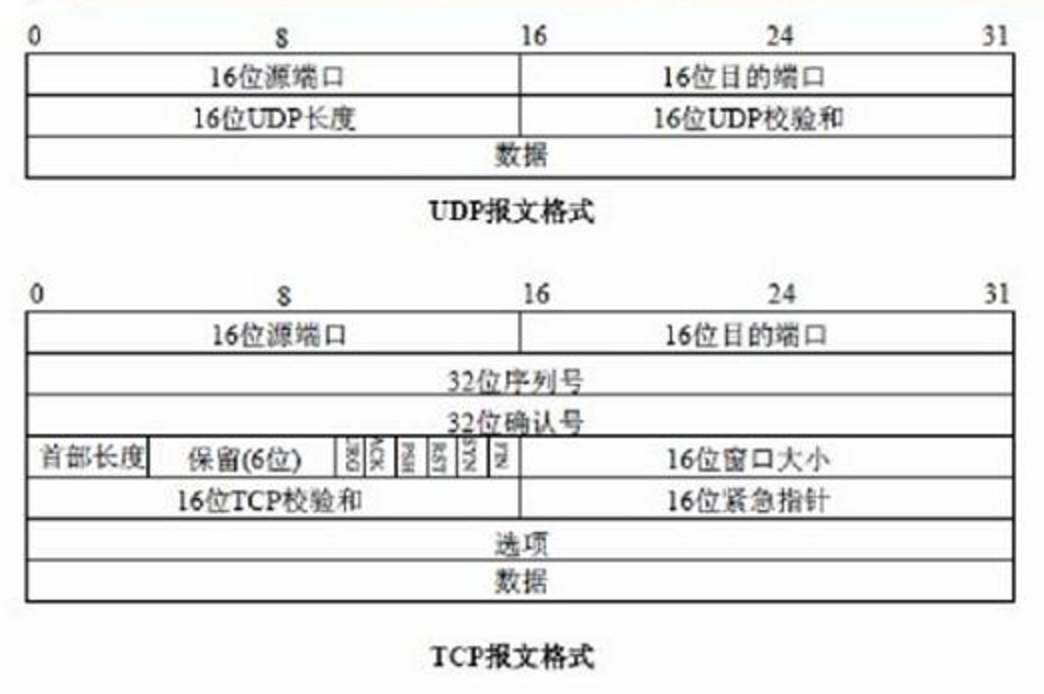 0 8 16 24 31
16位源端口 16位目的端口
16位UDP长度 16位UDP校验和
数据
UDP报文格式
0 8 16 24 31
16位源端口 16位目的端口
32位序列号
32位确认号
首部长度 保留(6位) URG ACK PSH RST SYN FIN 16位窗口大小
16位TCP校验和 16位紧急指针
选项
数据
TCP报文格式